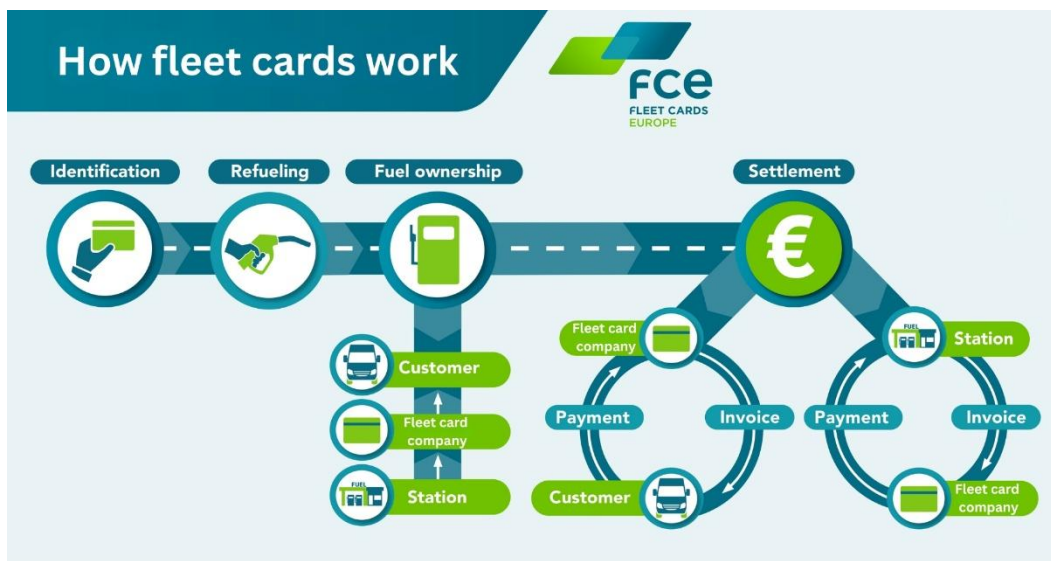 How fleet cards work
FCe
FLEET CARDS
EUROPE
Identification
Refueling
Fuel ownership
Settlement
€
Customer
Fleet card
company
FUEL
Station
Fleet card
company
Payment
Invoice
Customer
FUEL
Station
Payment
Invoice
Fleet card
company